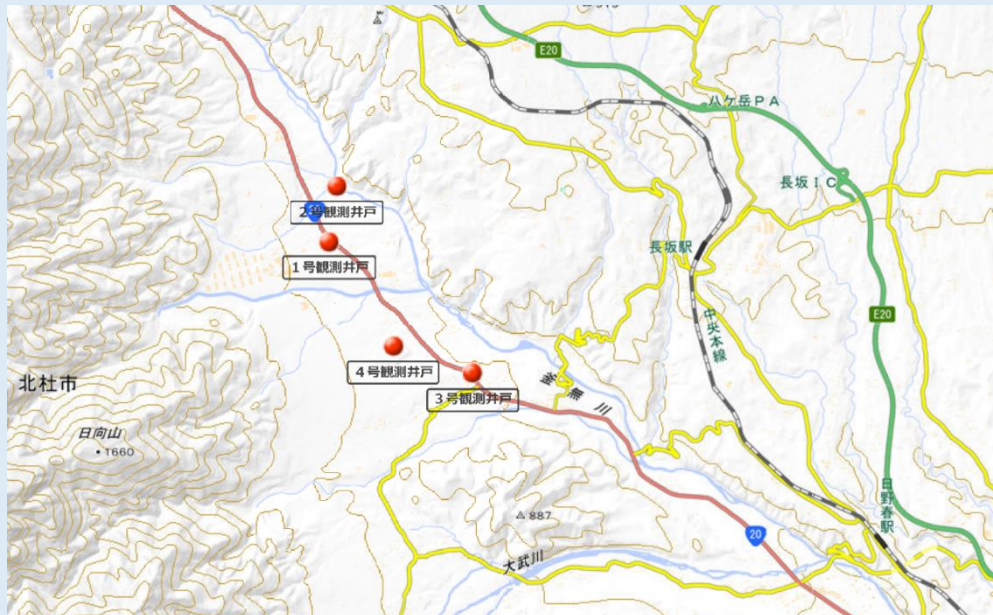 E20
八ケ岳ＰＡ
長坂ＩＣ
２号観測井戸
長坂駅
１号観測井戸
E20
中央本線
４号観測井戸
北杜市
３号観測井戸
釜無川
日向山
1660
日野春駅
887
20
大武川